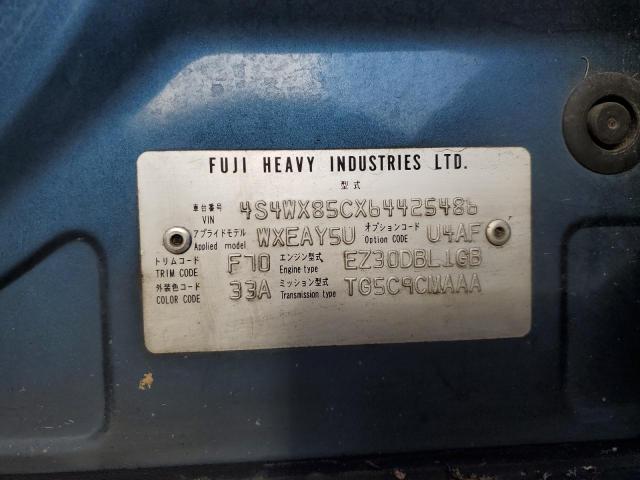 FUJI HEAVY INDUSTRIES LTD.
型式
車台番号 VIN 4S4WX85CX64425486
アプライドモデル Applied model WXEAY5U オプションコード Option CODE U4AF
トリムコード TRIM CODE F70 エンジン型式 Engine type EZ30DBL1GB
外装色コード COLOR CODE 33A ミッション型式 Transmission type TG5C9CMAAA